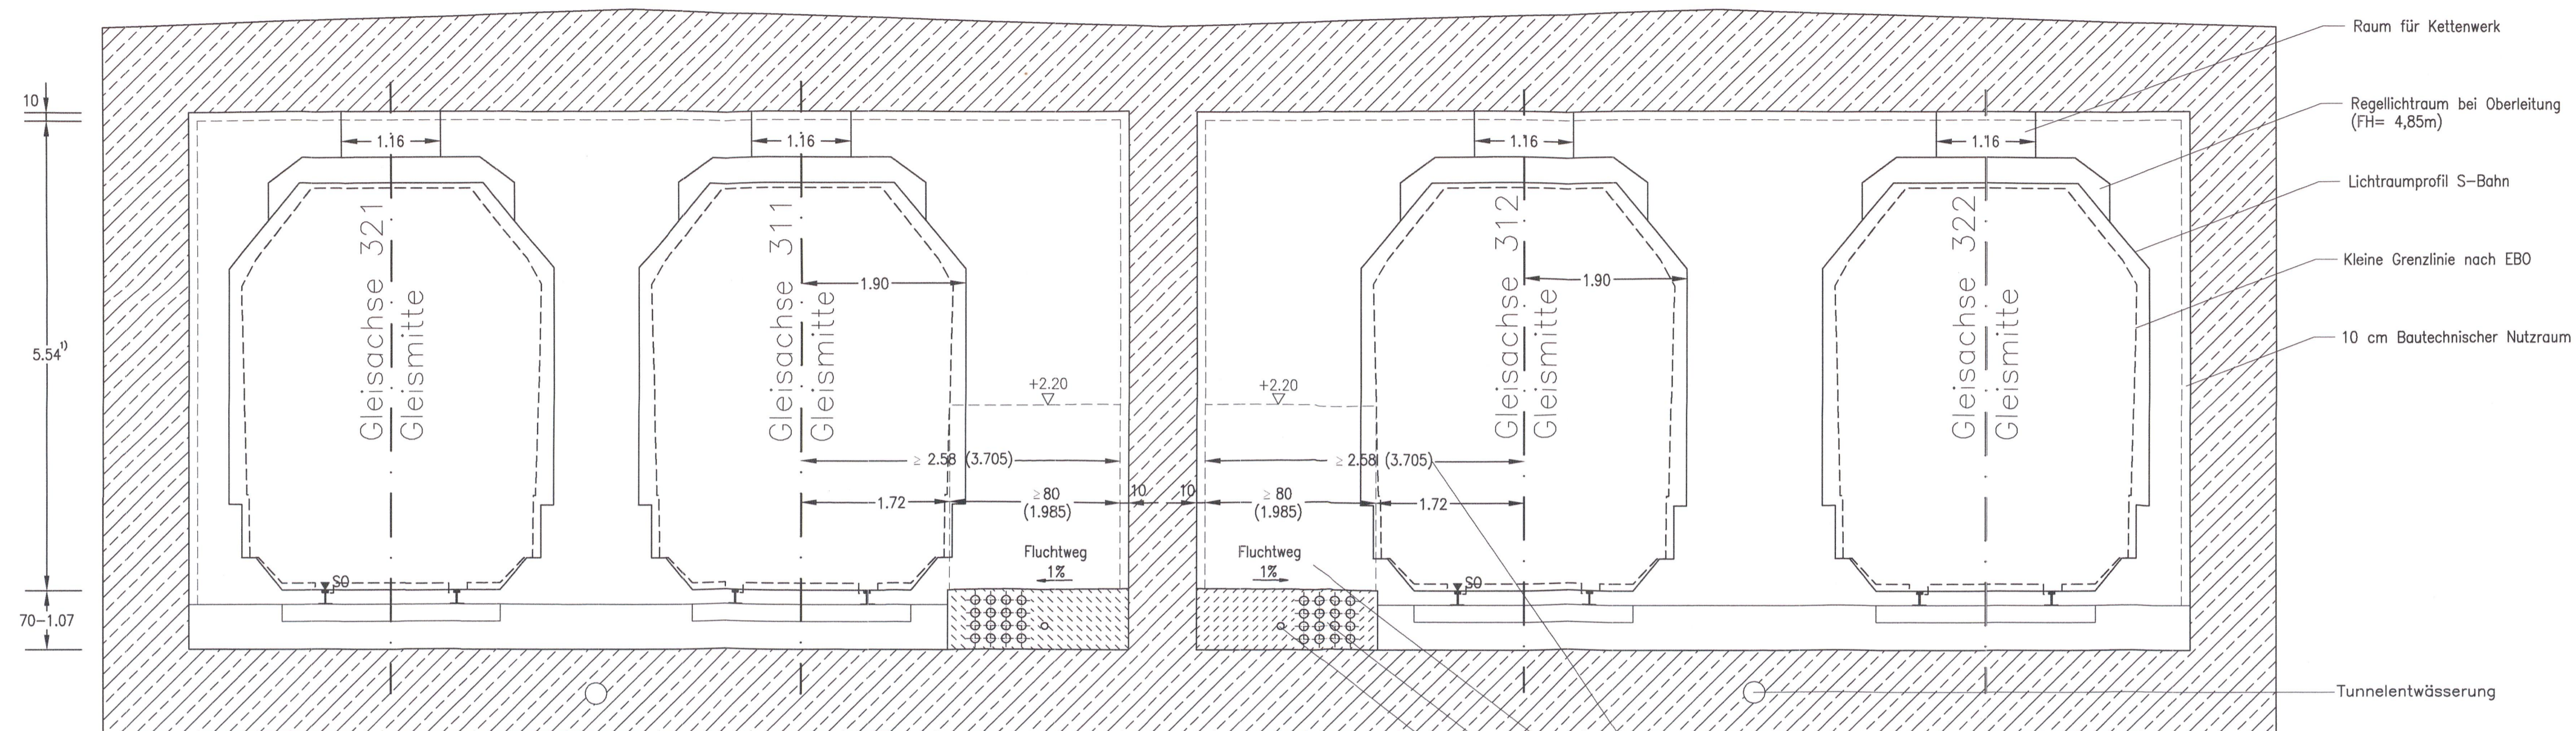 Raum für Kettenwerk
Regellichtraum bei Oberleitung
(FH= 4,85m)
Lichtraumprofil S-Bahn
Kleine Grenzlinie nach EBO
10 cm Bautechnischer Nutzraum
Tunnelentwässerung
10
5.54¹⁾
70-1.07
1.16
Gleisachse 321
Gleismitte
SO
1.16
Gleisachse 311
Gleismitte
1.90
+2.20
≥ 2.58 (3.705)
1.72
≥80
(1.985)
10
Fluchtweg
1%
10
+2.20
≥ 2.58 (3.705)
≥ 80
(1.985)
1.72
Fluchtweg
1%
1.16
Gleisachse 312
Gleismitte
1.90
SO
1.16
Gleisachse 322
Gleismitte